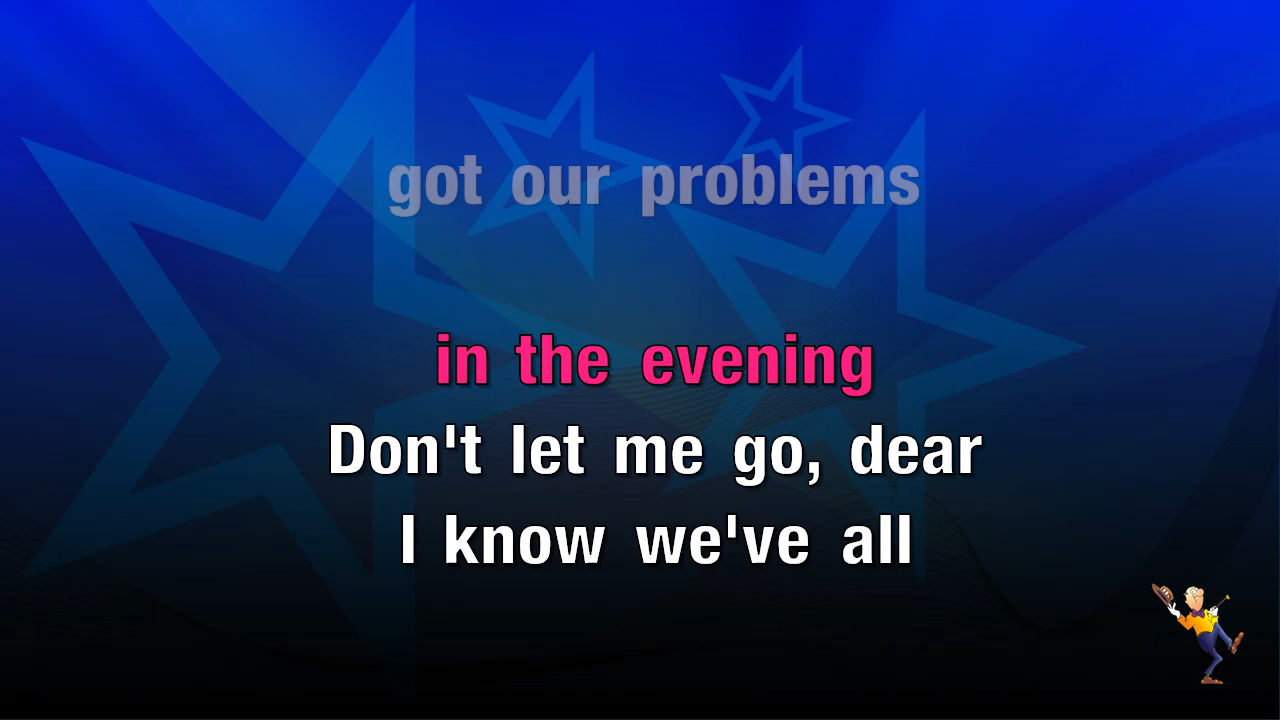 got our problems
in the evening
Don't let me go, dear
I know we've all